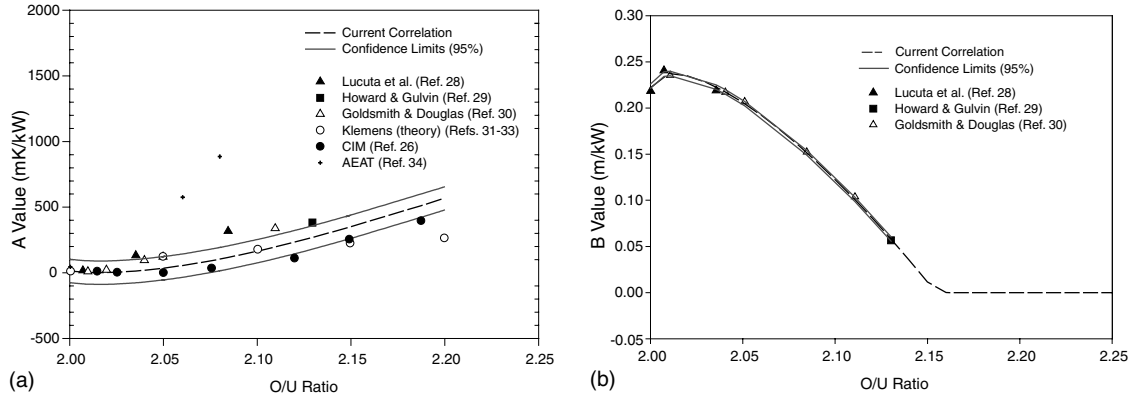 2000
1500
1000
500
0
-500
A Value (mK/kW)
2.00
2.05
2.10
2.15
2.20
2.25
O/U Ratio
(a)
Current Correlation
Confidence Limits (95%)
Lucuta et al. (Ref. 28)
Howard & Gulvin (Ref. 29)
Goldsmith & Douglas (Ref. 30)
Klemens (theory) (Refs. 31-33)
CIM (Ref. 26)
AEAT (Ref. 34)
0.30
0.25
0.20
0.15
0.10
0.05
0.00
-0.05
B Value (m/kW)
2.00
2.05
2.10
2.15
2.20
2.25
O/U Ratio
(b)
Current Correlation
Confidence Limits (95%)
Lucuta et al. (Ref. 28)
Howard & Gulvin (Ref. 29)
Goldsmith & Douglas (Ref. 30)